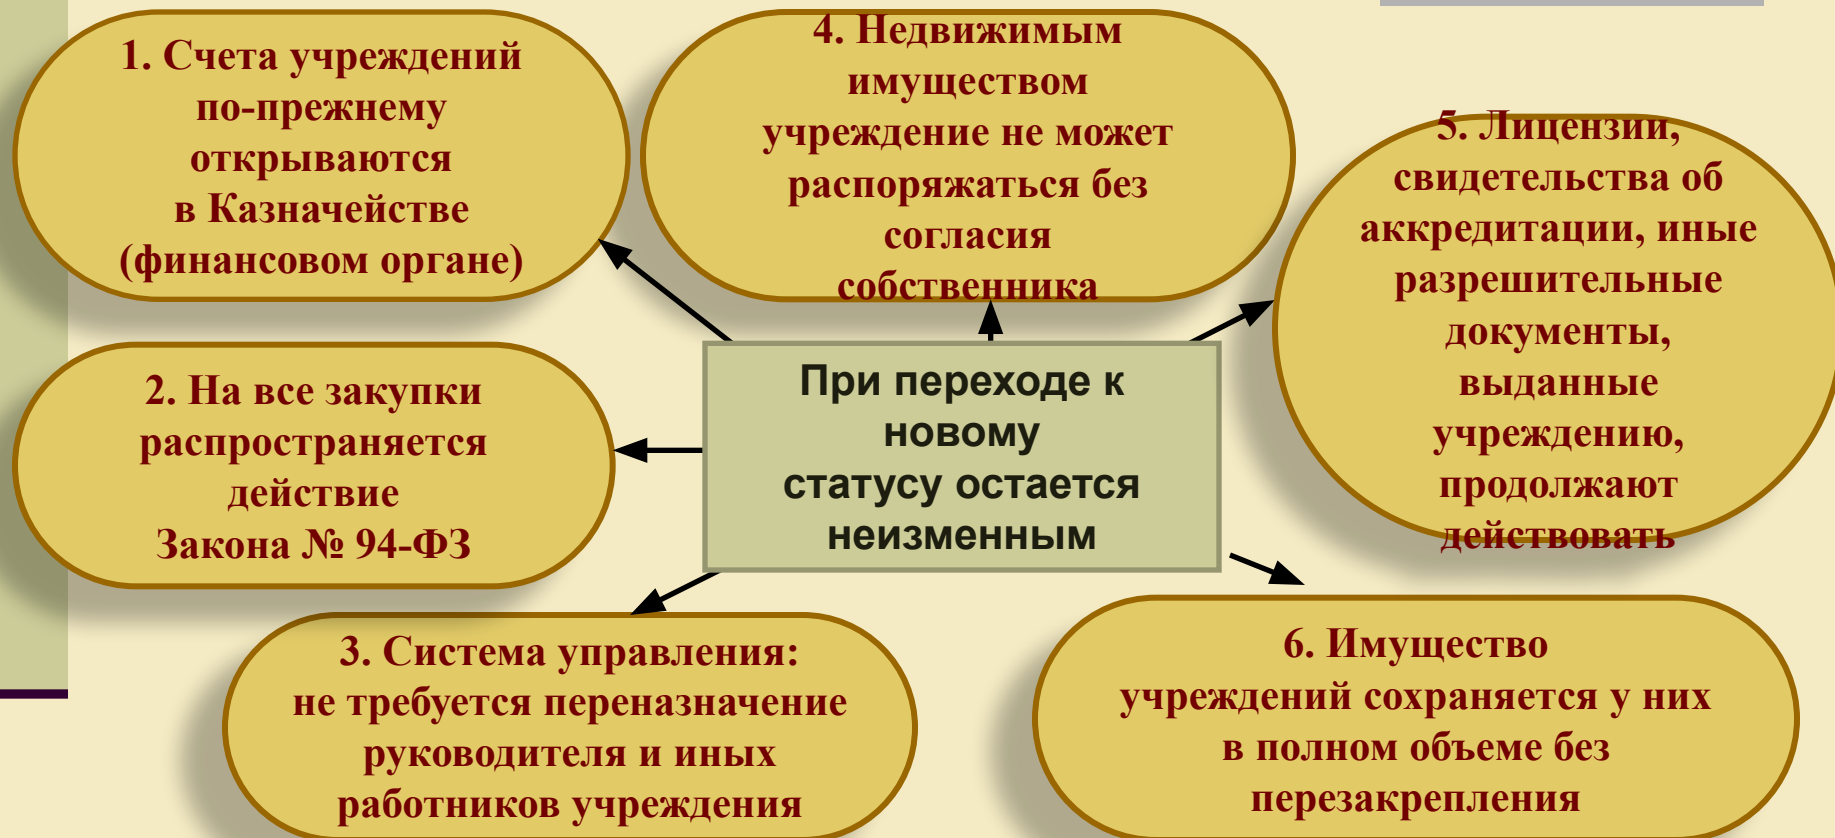 1. Счета учреждений
по-прежнему
открываются
в Казначействе
(финансовом органе)
2. На все закупки
распространяется
действие
Закона № 94-ФЗ
3. Система управления:
не требуется переназначение
руководителя и иных
работников учреждения
4. Недвижимым
имуществом
учреждение не может
распоряжаться без
согласия
собственника
5. Лицензии,
свидетельства об
аккредитации, иные
разрешительные
документы,
выданные
учреждению,
продолжают
действовать
При переходе к
новому
статусу остается
неизменным
6. Имущество
учреждений сохраняется у них
в полном объеме без
перезакрепления